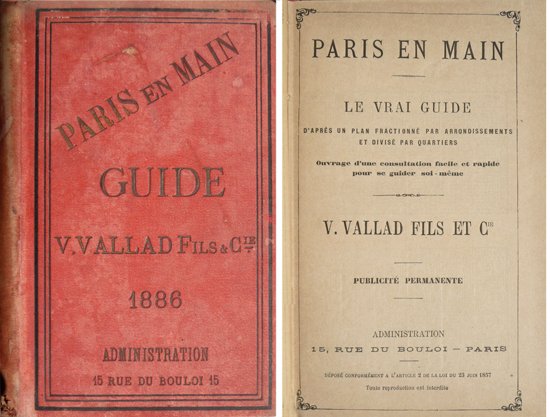 PARIS EN MAIN
GUIDE
V. VALLAD FILS & CIE
1886
ADMINISTRATION
15 RUE DU BOULOI 15
PARIS EN MAIN
LE VRAI GUIDE
D'APRÈS UN PLAN FRACTIONNÉ PAR ARRONDISSEMENTS
ET DIVISÉ PAR QUARTIERS
Ouvrage d'une consultation facile et rapide
pour se guider soi-même
V. VALLAD FILS ET CIE
PUBLICITÉ PERMANENTE
ADMINISTRATION
15, RUE DU BOULOI — PARIS
DÉPOSÉ CONFORMÉMENT A L'ARTICLE 2 DE LA LOI DU 23 JUIN 1857
Toute reproduction est interdite